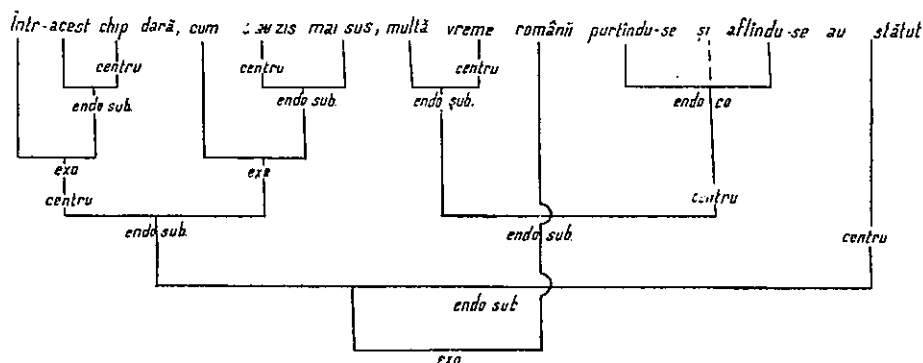 Într-acest chip dară, cum zis mai sus, multă vreme românii purtîndu-se și aflîndu-se au stătut
centru centru centru
endo sub. endo sub. endo sub. endo co
exo exo
centru centru
endo sub. endo sub.
centru
endo sub
exo